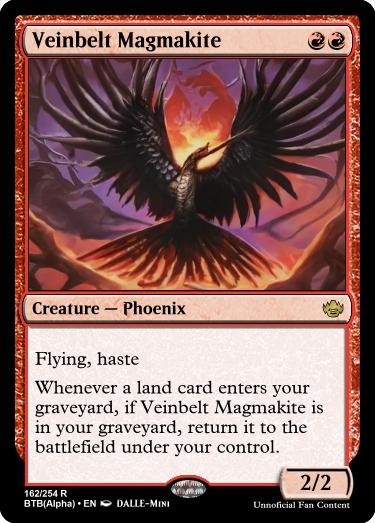 Veinbelt Magmakite
Creature — Phoenix
Flying, haste
Whenever a land card enters your
graveyard, if Veinbelt Magmakite is
in your graveyard, return it to the
battlefield under your control.
2/2
162/254 R
BTB(Alpha) • EN DALLE-Mini
Unnoficial Fan Content